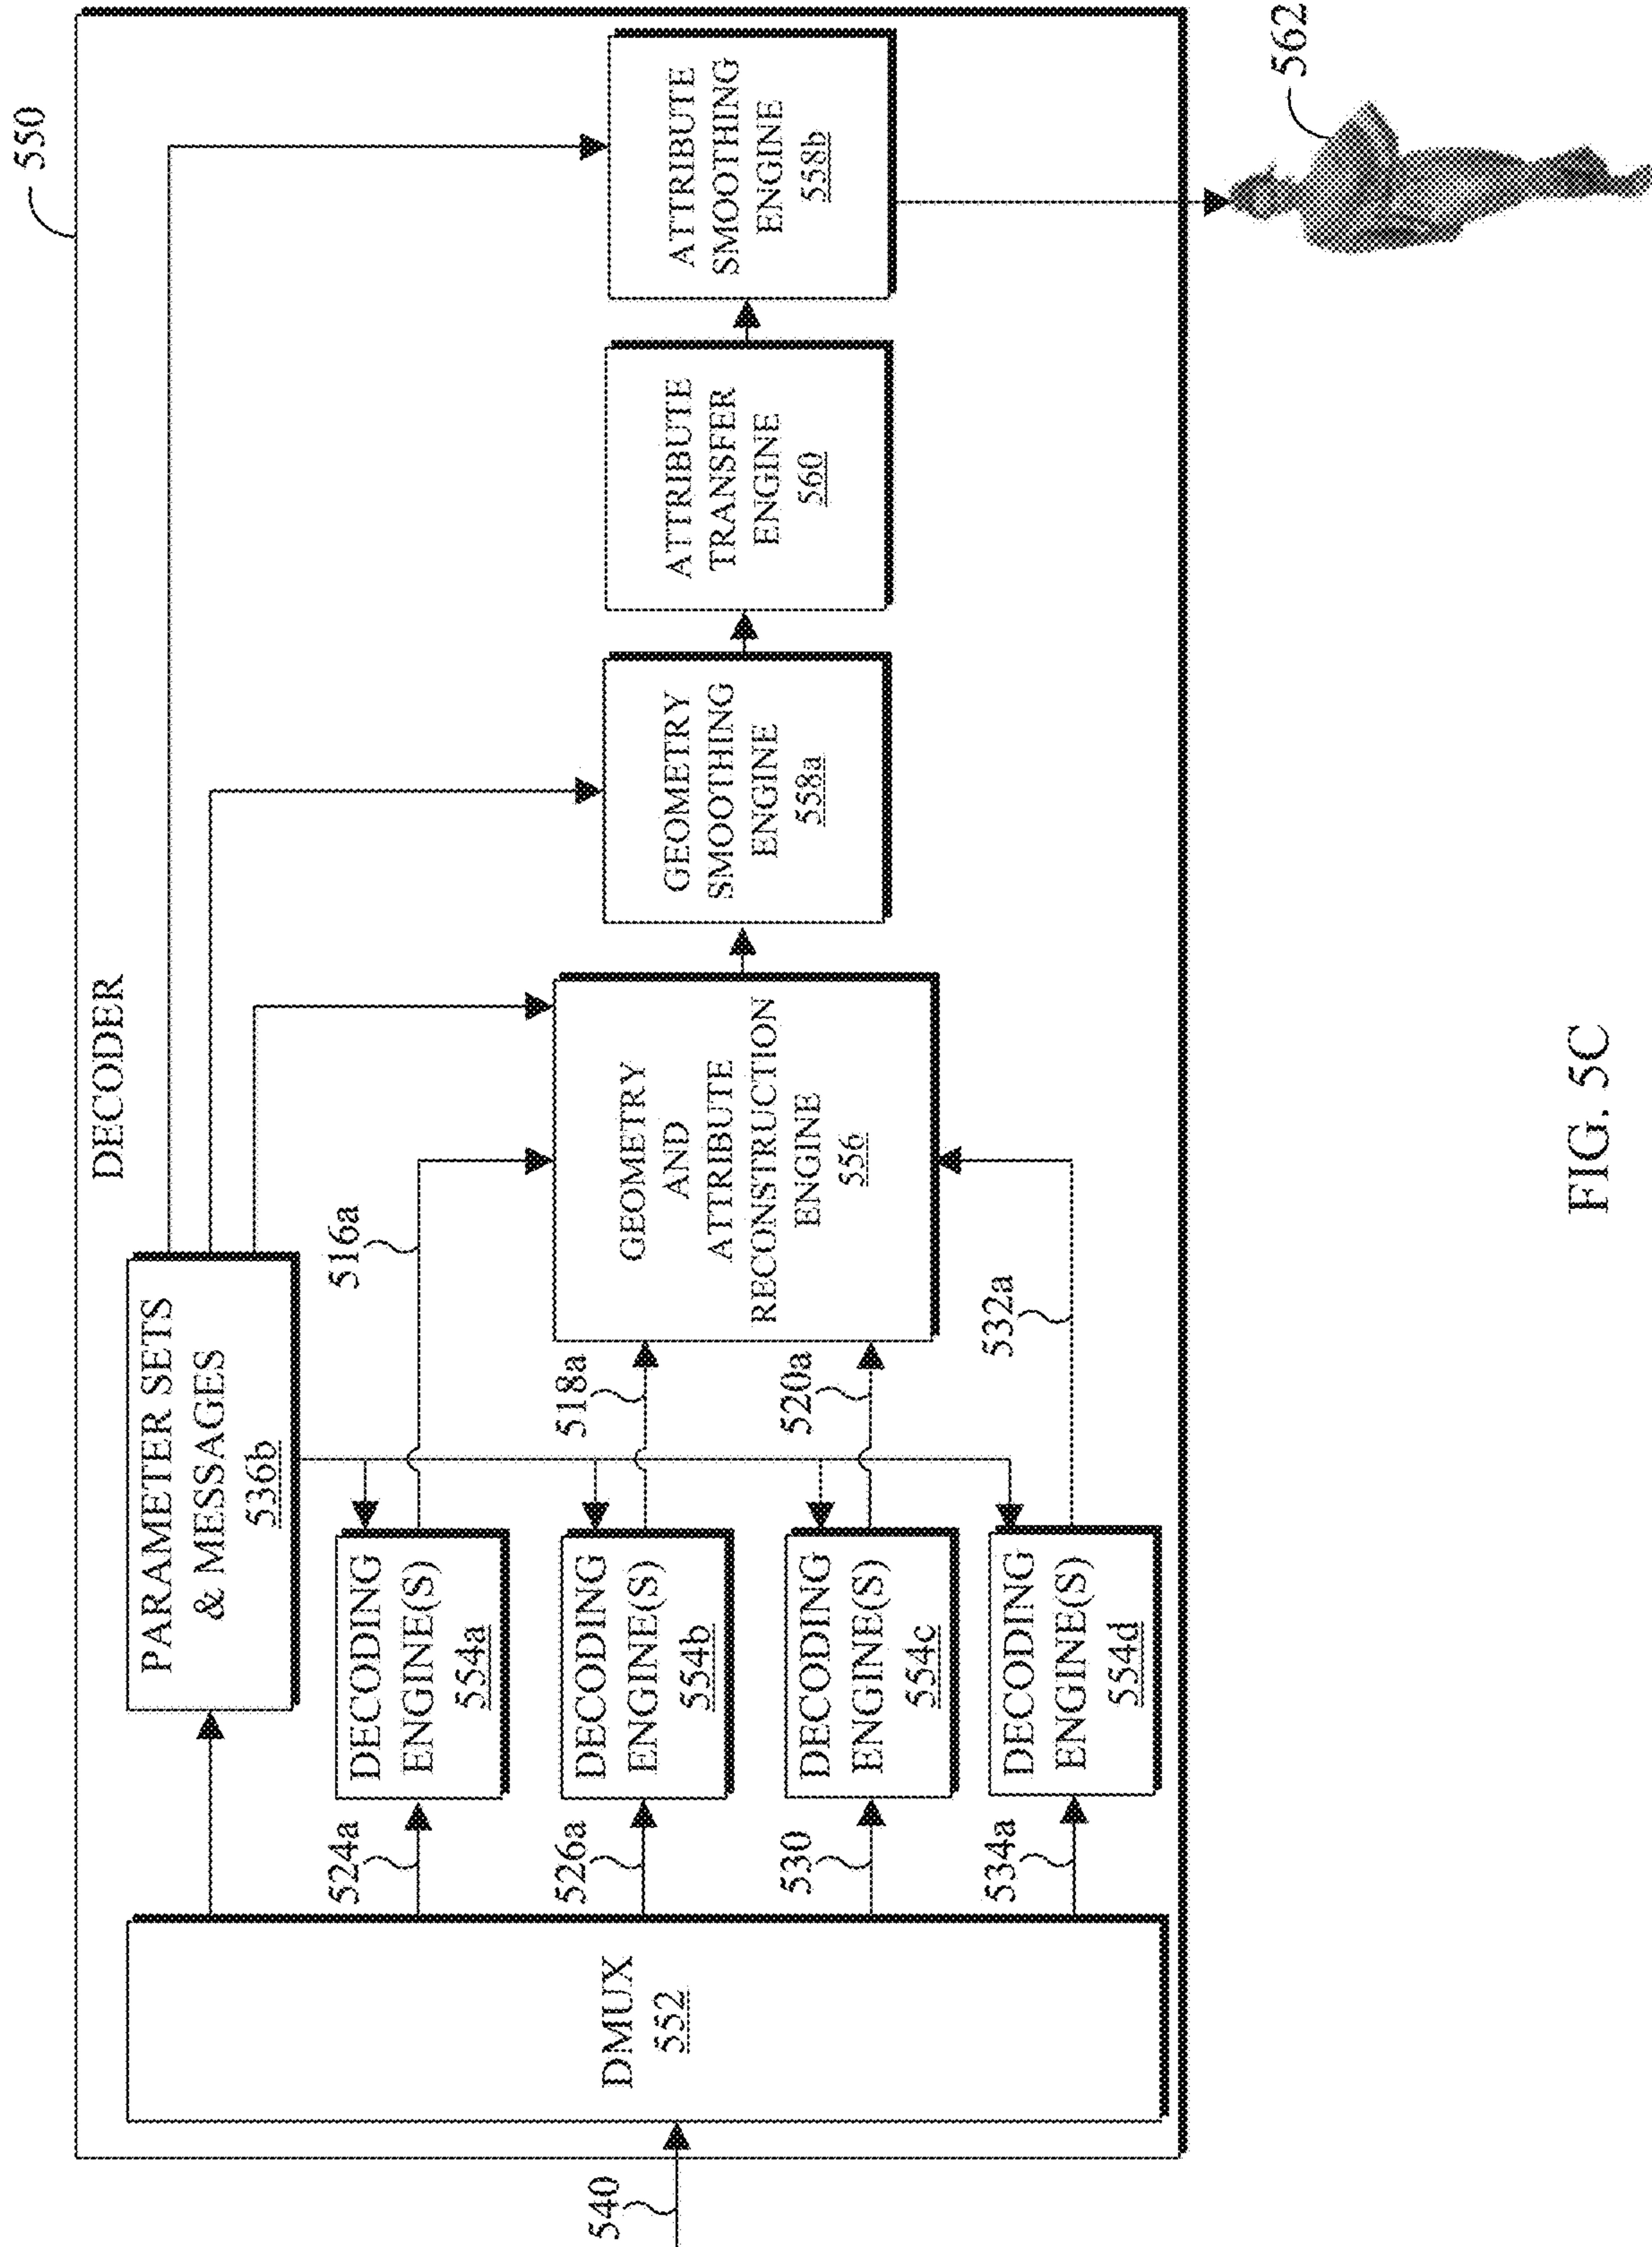 550
DECODER
PARAMETER SETS
& MESSAGES
536b
540
DMUX
552
524a
526a
530
534a
DECODING
ENGINE(S)
554a
DECODING
ENGINE(S)
554b
DECODING
ENGINE(S)
554c
DECODING
ENGINE(S)
554d
516a
518a
520a
532a
GEOMETRY
AND
ATTRIBUTE
RECONSTRUCTION
ENGINE
556
GEOMETRY
SMOOTHING
ENGINE
558a
ATTRIBUTE
TRANSFER
ENGINE
560
ATTRIBUTE
SMOOTHING
ENGINE
558b
562
FIG. 5C